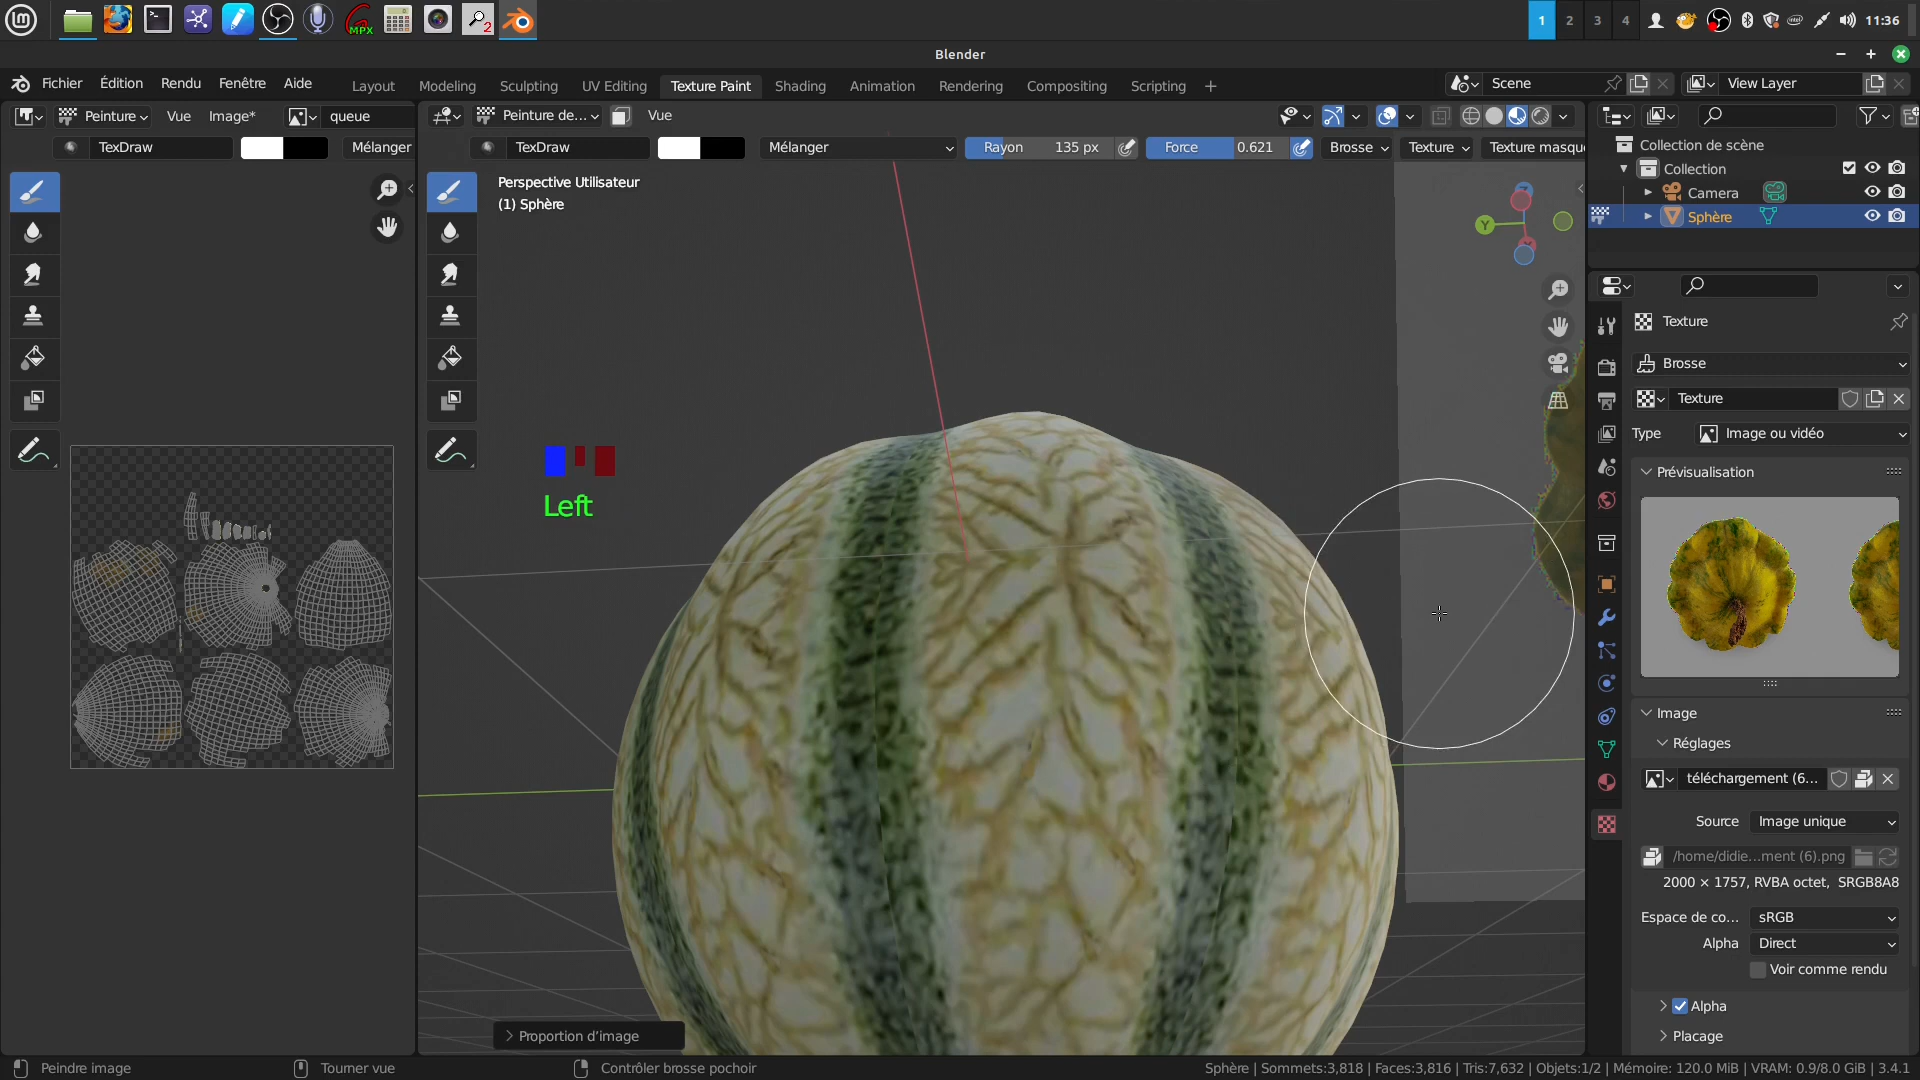 MPX
2
1
2
3
4
11:36
Blender
Fichier
Édition
Rendu
Fenêtre
Aide
Layout
Modeling
Sculpting
UV Editing
Texture Paint
Shading
Animation
Rendering
Compositing
Scripting
+
Scene
View Layer
Peinture
Vue
Image*
queue
Peinture de...
Vue
TexDraw
Mélanger
TexDraw
Mélanger
Rayon
135 px
Force
0.621
Brosse
Texture
Texture masqu
Collection de scène
Collection
Camera
Sphère
Perspective Utilisateur
(1) Sphère
Y
Left
Texture
Brosse
Texture
Type
Image ou vidéo
Prévisualisation
Image
Réglages
téléchargement (6...
Source
Image unique
/home/didie...ment (6).png
2000 × 1757, RVBA octet, SRGB8A8
Espace de co...
sRGB
Alpha
Direct
Voir comme rendu
Alpha
Placage
Proportion d'image
Peindre image
Tourner vue
Contrôler brosse pochoir
Sphère | Sommets:3,818 | Faces:3,816 | Tris:7,632 | Objets:1/2 | Mémoire: 120.0 MiB | VRAM: 0.9/8.0 GiB | 3.4.1